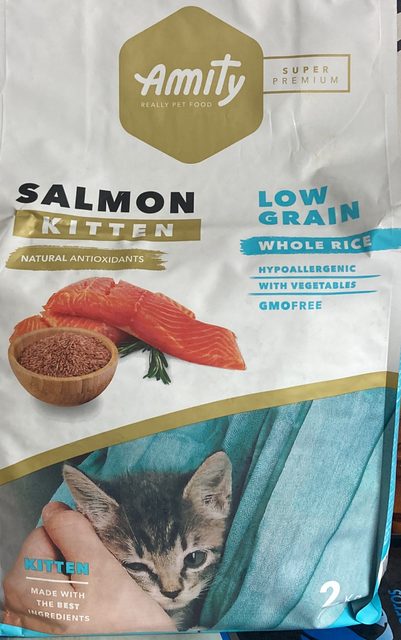 Amity
REALLY PET FOOD
SUPER
PREMIUM
SALMON
KITTEN
NATURAL ANTIOXIDANTS
LOW
GRAIN
WHOLE RICE
HYPOALLERGENIC
WITH VEGETABLES
GMOFREE
KITTEN
MADE WITH
THE BEST
INGREDIENTS
2